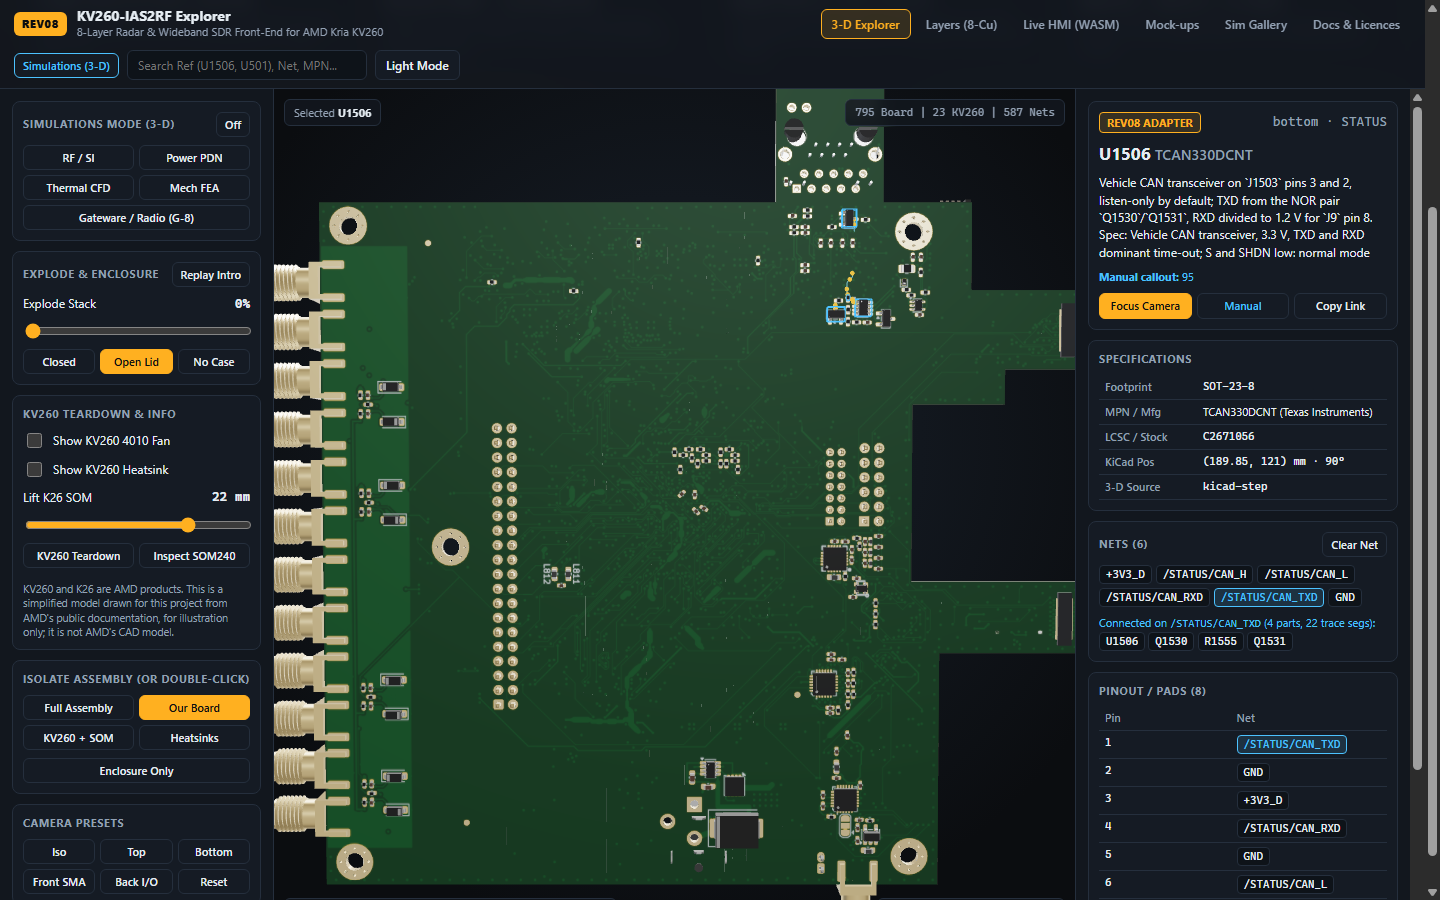 REV08
KV260-IAS2RF Explorer
8-Layer Radar & Wideband SDR Front-End for AMD Kria KV260
3-D Explorer
Layers (8-Cu)
Live HMI (WASM)
Mock-ups
Sim Gallery
Docs & Licences
Simulations (3-D)
Search Ref (U1506, U501), Net, MPN...
Light Mode
SIMULATIONS MODE (3-D)
Off
RF / SI
Power PDN
Thermal CFD
Mech FEA
Gateware / Radio (G-8)
EXPLODE & ENCLOSURE
Replay Intro
Explode Stack
0%
Closed
Open Lid
No Case
KV260 TEARDOWN & INFO
Show KV260 4010 Fan
Show KV260 Heatsink
Lift K26 SOM
22 mm
KV260 Teardown
Inspect SOM240
KV260 and K26 are AMD products. This is a
simplified model drawn for this project from
AMD's public documentation, for illustration
only; it is not AMD's CAD model.
ISOLATE ASSEMBLY (OR DOUBLE-CLICK)
Full Assembly
Our Board
KV260 + SOM
Heatsinks
Enclosure Only
CAMERA PRESETS
Iso
Top
Bottom
Front SMA
Back I/O
Reset
Selected U1506
795 Board | 23 KV260 | 587 Nets
L812
L811
REV08 ADAPTER
bottom · STATUS
U1506 TCAN330DCNT
Vehicle CAN transceiver on `J1503` pins 3 and 2,
listen-only by default; TXD from the NOR pair
`Q1530`/`Q1531`, RXD divided to 1.2 V for `J9` pin 8.
Spec: Vehicle CAN transceiver, 3.3 V, TXD and RXD
dominant time-out; S and SHDN low: normal mode
Manual callout: 95
Focus Camera
Manual
Copy Link
SPECIFICATIONS
Footprint
SOT-23-8
MPN / Mfg
TCAN330DCNT (Texas Instruments)
LCSC / Stock
C2671056
KiCad Pos
(189.85, 121) mm · 90°
3-D Source
kicad-step
NETS (6)
Clear Net
+3V3_D
/STATUS/CAN_H
/STATUS/CAN_L
/STATUS/CAN_RXD
/STATUS/CAN_TXD
GND
Connected on /STATUS/CAN_TXD (4 parts, 22 trace segs):
U1506
Q1530
R1555
Q1531
PINOUT / PADS (8)
Pin
Net
1
/STATUS/CAN_TXD
2
GND
3
+3V3_D
4
/STATUS/CAN_RXD
5
GND
6
/STATUS/CAN_L